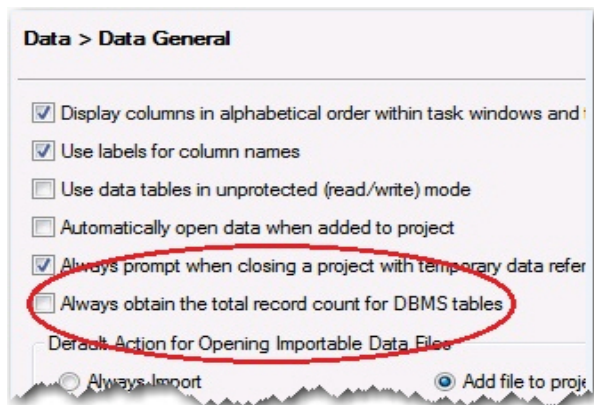 Data > Data General
Display columns in alphabetical order within task windows and
Use labels for column names
Use data tables in unprotected (read/write) mode
Automatically open data when added to project
Always prompt when closing a project with temporary data refer
Always obtain the total record count for DBMS tables
Default Action for Opening Importable Data Files
Always Import
Add file to proje